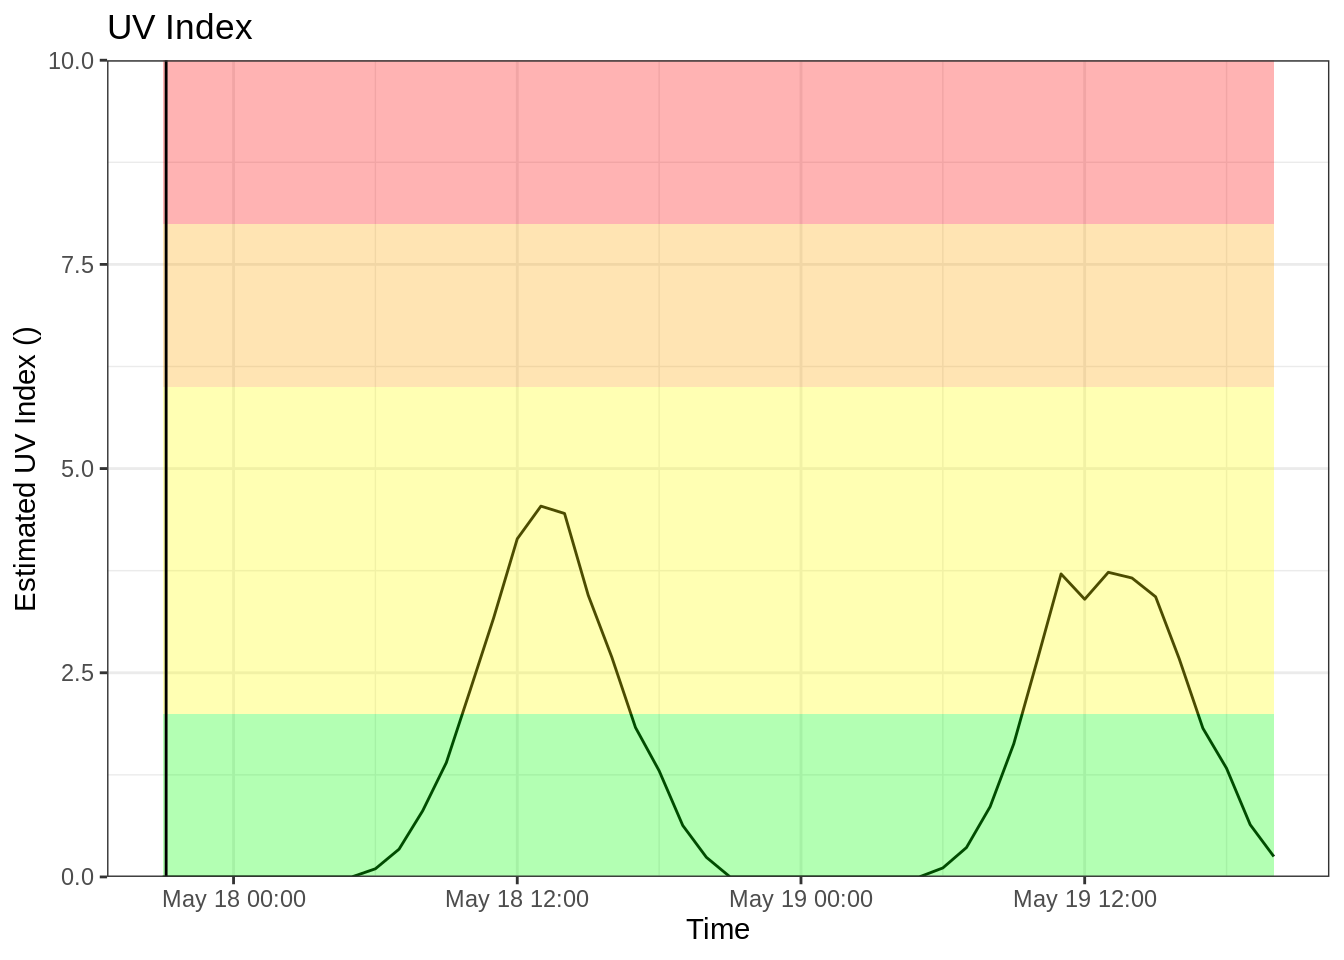 UV Index
10.0
7.5
5.0
2.5
0.0
Estimated UV Index ()
May 18 00:00
May 18 12:00
May 19 00:00
May 19 12:00
Time